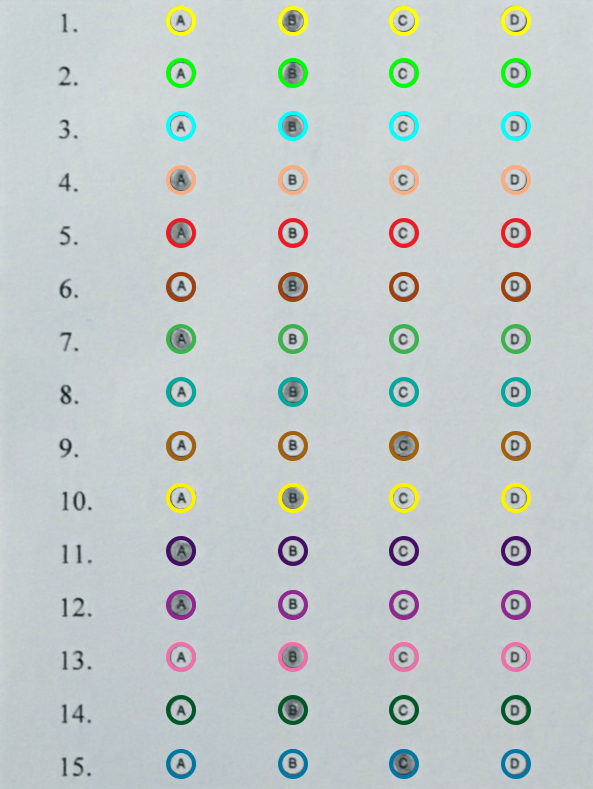 1. A B C D
2. A B C D
3. A B C D
4. A B C D
5. A B C D
6. A B C D
7. A B C D
8. A B C D
9. A B C D
10. A B C D
11. A B C D
12. A B C D
13. A B C D
14. A B C D
15. A B C D